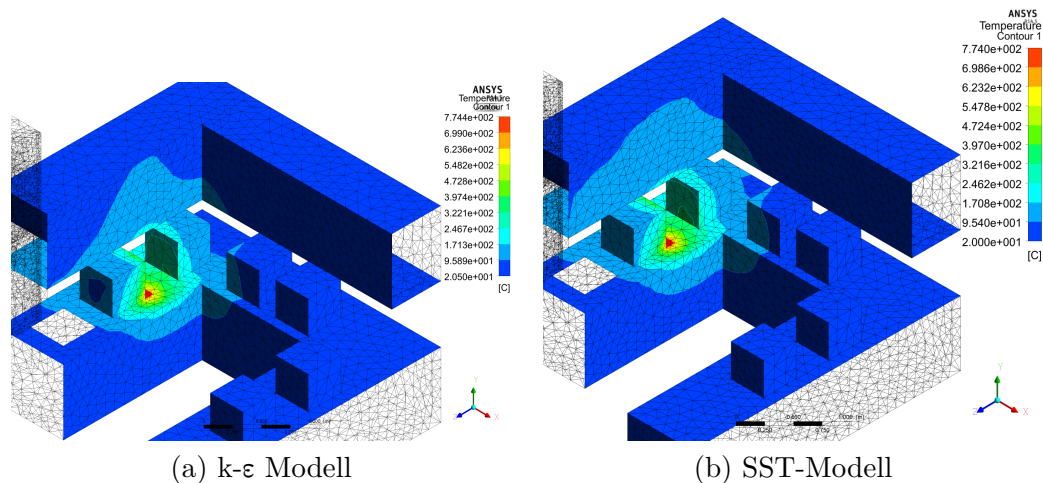 ANSYS
Temperature
Contour 1
7.744e+002
6.990e+002
6.236e+002
5.482e+002
4.728e+002
3.974e+002
3.221e+002
2.467e+002
1.713e+002
9.589e+001
2.050e+001
[C]
Y
X
Z
(a) k-ε Modell
ANSYS
Temperature
Contour 1
7.740e+002
6.986e+002
6.232e+002
5.478e+002
4.724e+002
3.970e+002
3.216e+002
2.462e+002
1.708e+002
9.540e+001
2.000e+001
[C]
0.250
0.750
Y
X
Z
(b) SST-Modell